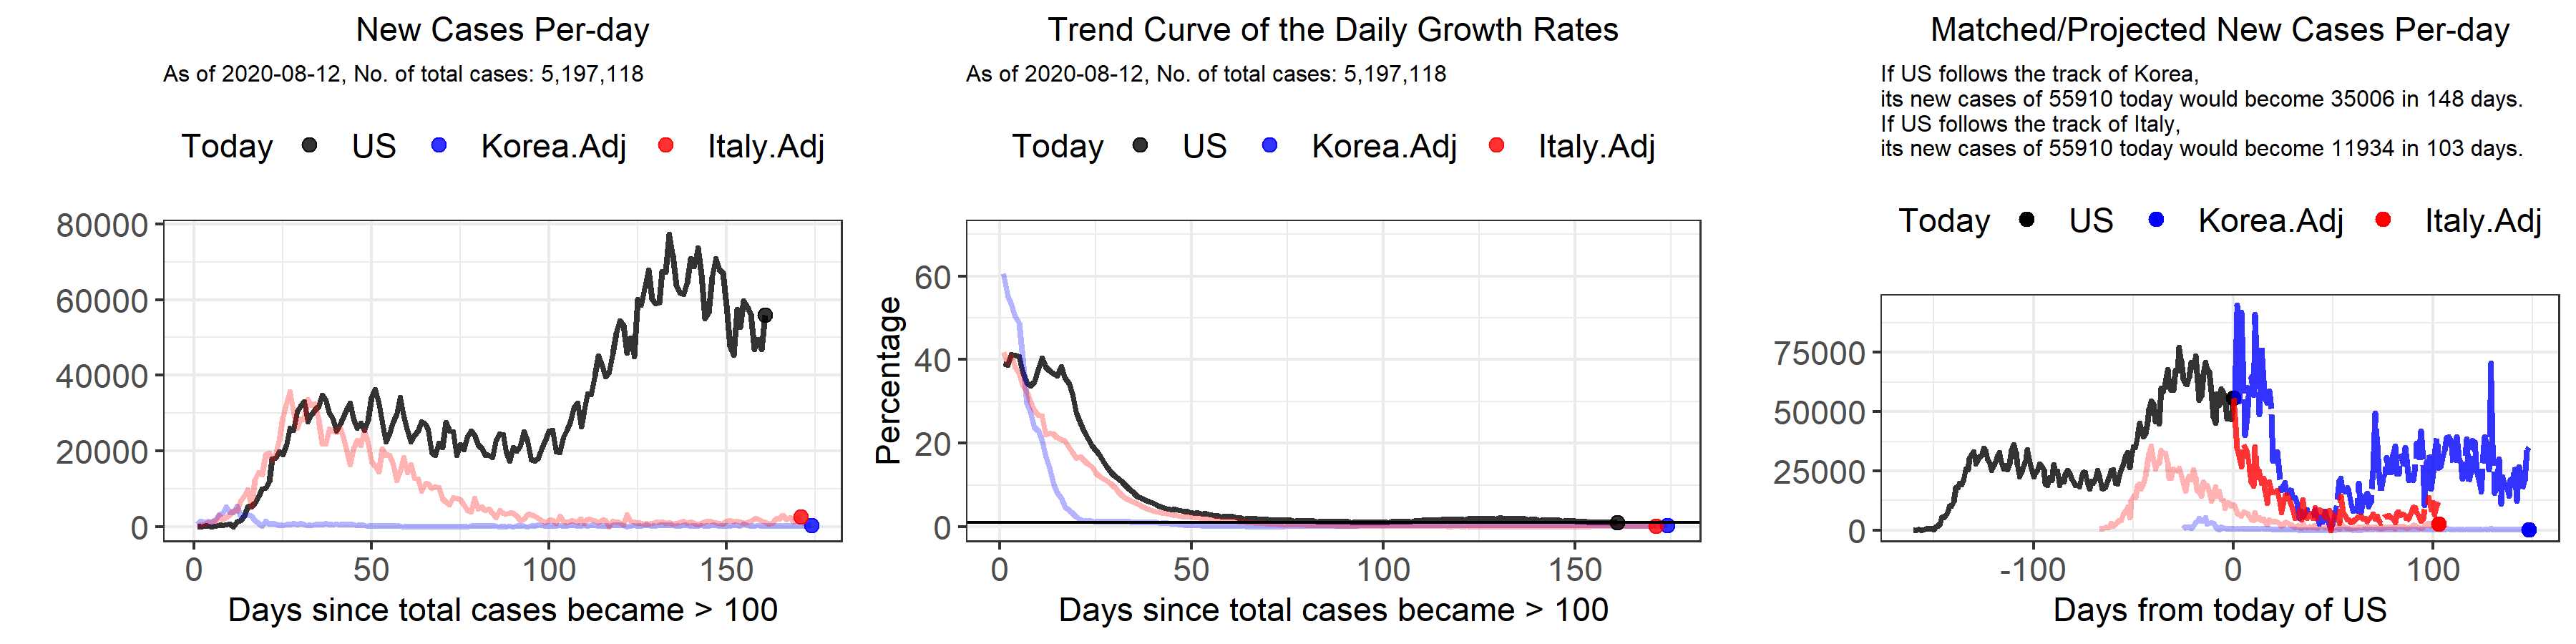 New Cases Per-day
As of 2020-08-12, No. of total cases: 5,197,118
Today US Korea.Adj Italy.Adj
80000
60000
40000
20000
0
0 50 100 150
Days since total cases became > 100
Trend Curve of the Daily Growth Rates
As of 2020-08-12, No. of total cases: 5,197,118
Today US Korea.Adj Italy.Adj
Percentage
60
40
20
0
0 50 100 150
Days since total cases became > 100
Matched/Projected New Cases Per-day
If US follows the track of Korea,
its new cases of 55910 today would become 35006 in 148 days.
If US follows the track of Italy,
its new cases of 55910 today would become 11934 in 103 days.
Today US Korea.Adj Italy.Adj
75000
50000
25000
0
-100 0 100
Days from today of US